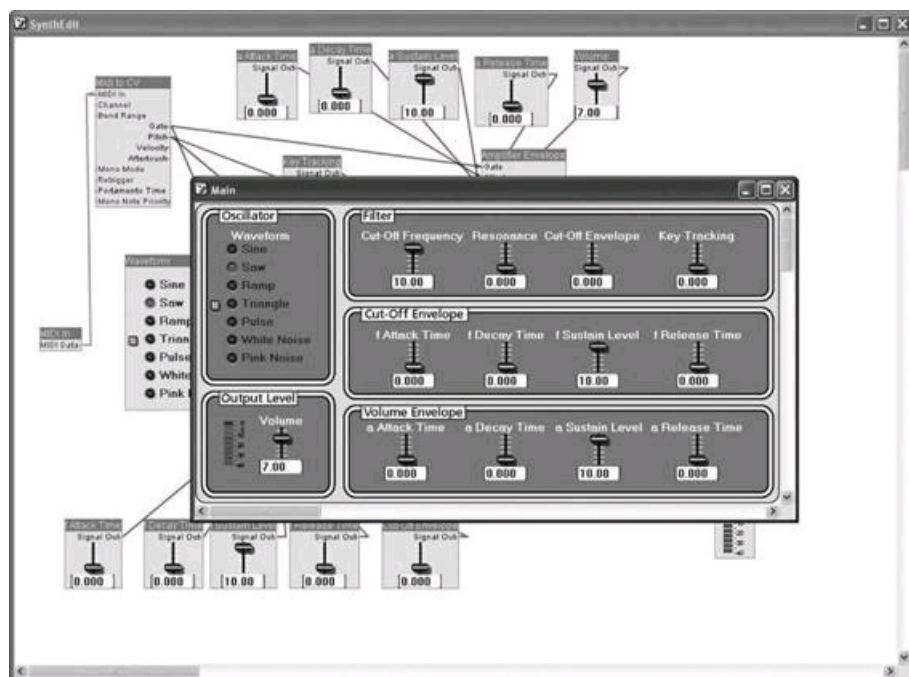 SynthEdit
a Attack Time
Signal Out
0.000
a Decay Time
Signal Out
0.000
a Sustain Level
Signal Out
10.00
a Release Time
Signal Out
0.000
Volume
Signal Out
7.00
Midi to CV
MIDI In
Channel
Bend Range
Gate
Pitch
Velocity
Aftertouch
Mono Mode
Retrigger
Portamento Time
Mono Note Priority
Key Tracking
Signal Out
Amplifier Envelope
Gate
Waveform
Sine
Saw
Ramp
Trian
Pulse
White
Pink N
MIDI In
MIDI Data
Main
Oscillator
Waveform
Sine
Saw
Ramp
Triangle
Pulse
White Noise
Pink Noise
Output Level
Volume
7.00
Filter
Cut-Off Frequency
Resonance
Cut-Off Envelope
Key Tracking
10.00
0.000
0.000
0.000
Cut-Off Envelope
f Attack Time
f Decay Time
f Sustain Level
f Release Time
0.000
0.000
10.00
0.000
Volume Envelope
a Attack Time
a Decay Time
a Sustain Level
a Release Time
0.000
0.000
10.00
0.000
f Attack Time
Signal Out
0.000
Decay Time
Signal Out
0.000
Sustain Level
Signal Out
10.00
Release Time
Signal Out
0.000
Cut-Off Envelope
Signal Out
0.000